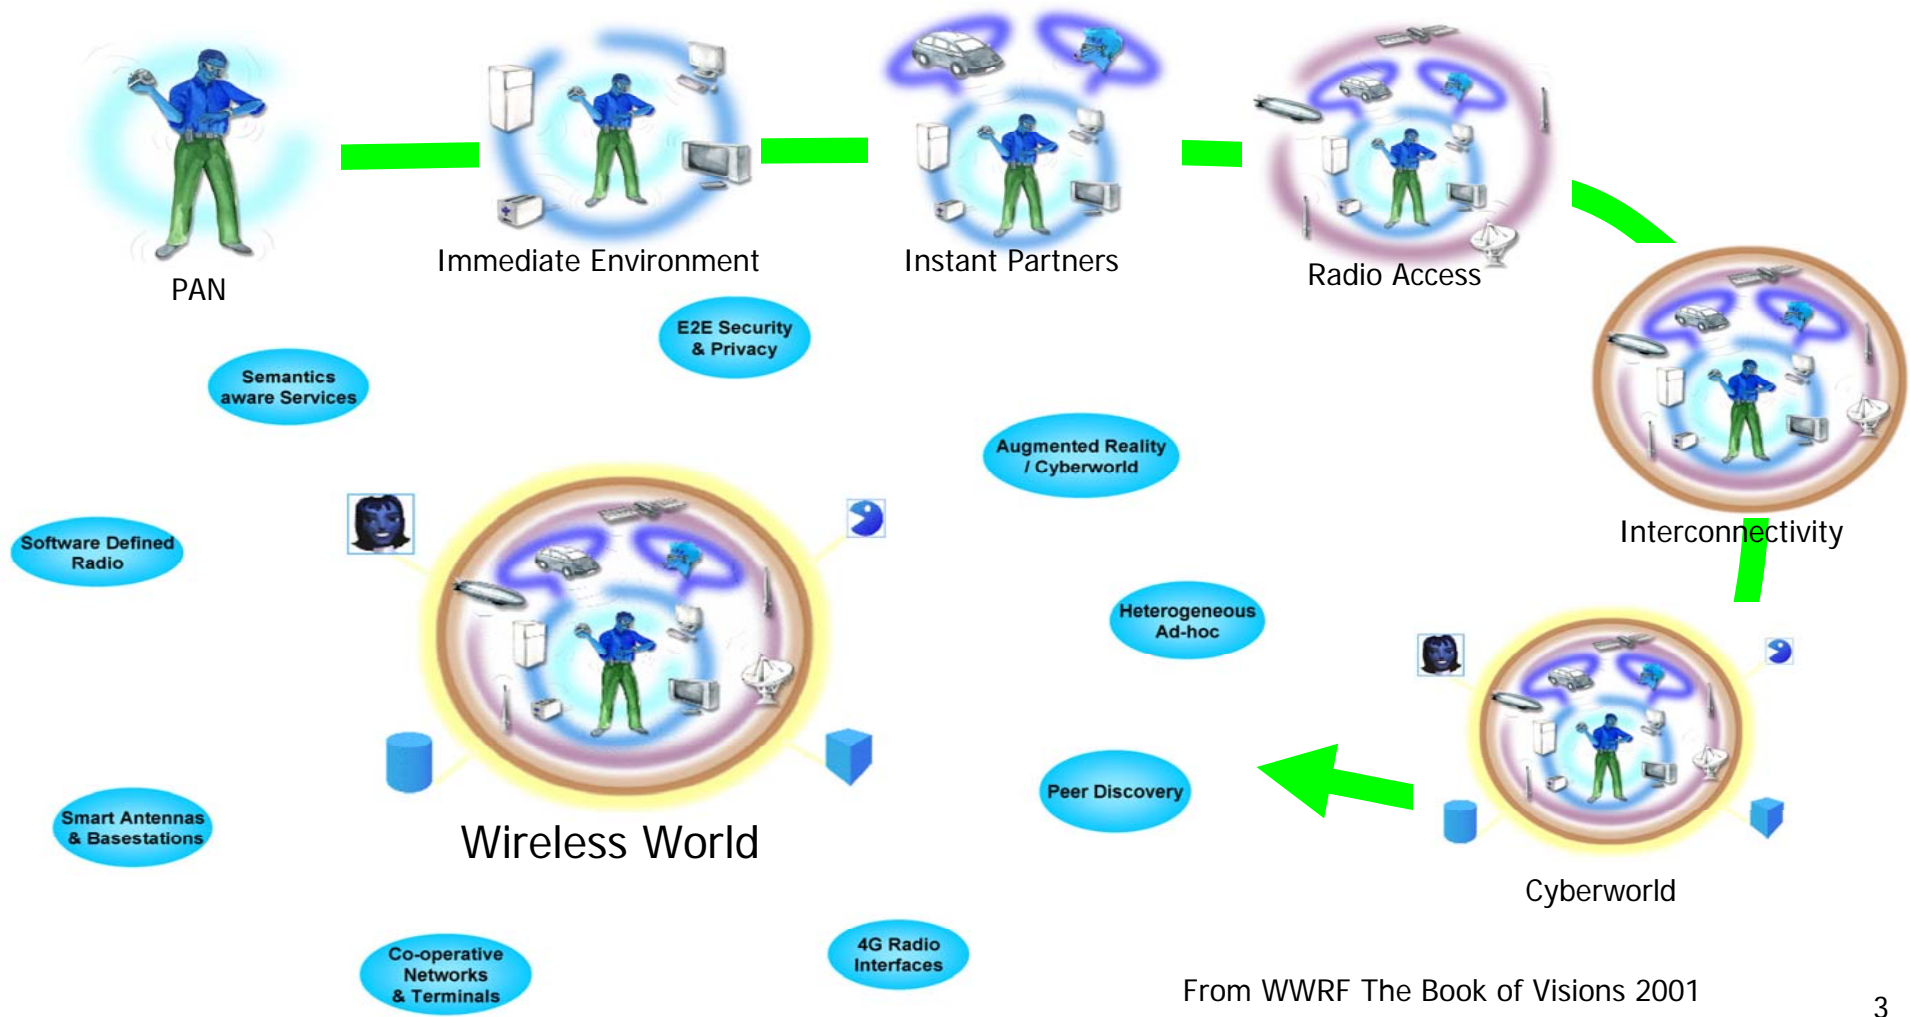 PAN
Immediate Environment
Instant Partners
Radio Access
Interconnectivity
Cyberworld
E2E Security
& Privacy
Semantics
aware Services
Augmented Reality
/ Cyberworld
Software Defined
Radio
Heterogeneous
Ad-hoc
Peer Discovery
Smart Antennas
& Basestations
Wireless World
Co-operative
Networks
& Terminals
4G Radio
Interfaces
From WWRF The Book of Visions 2001
3